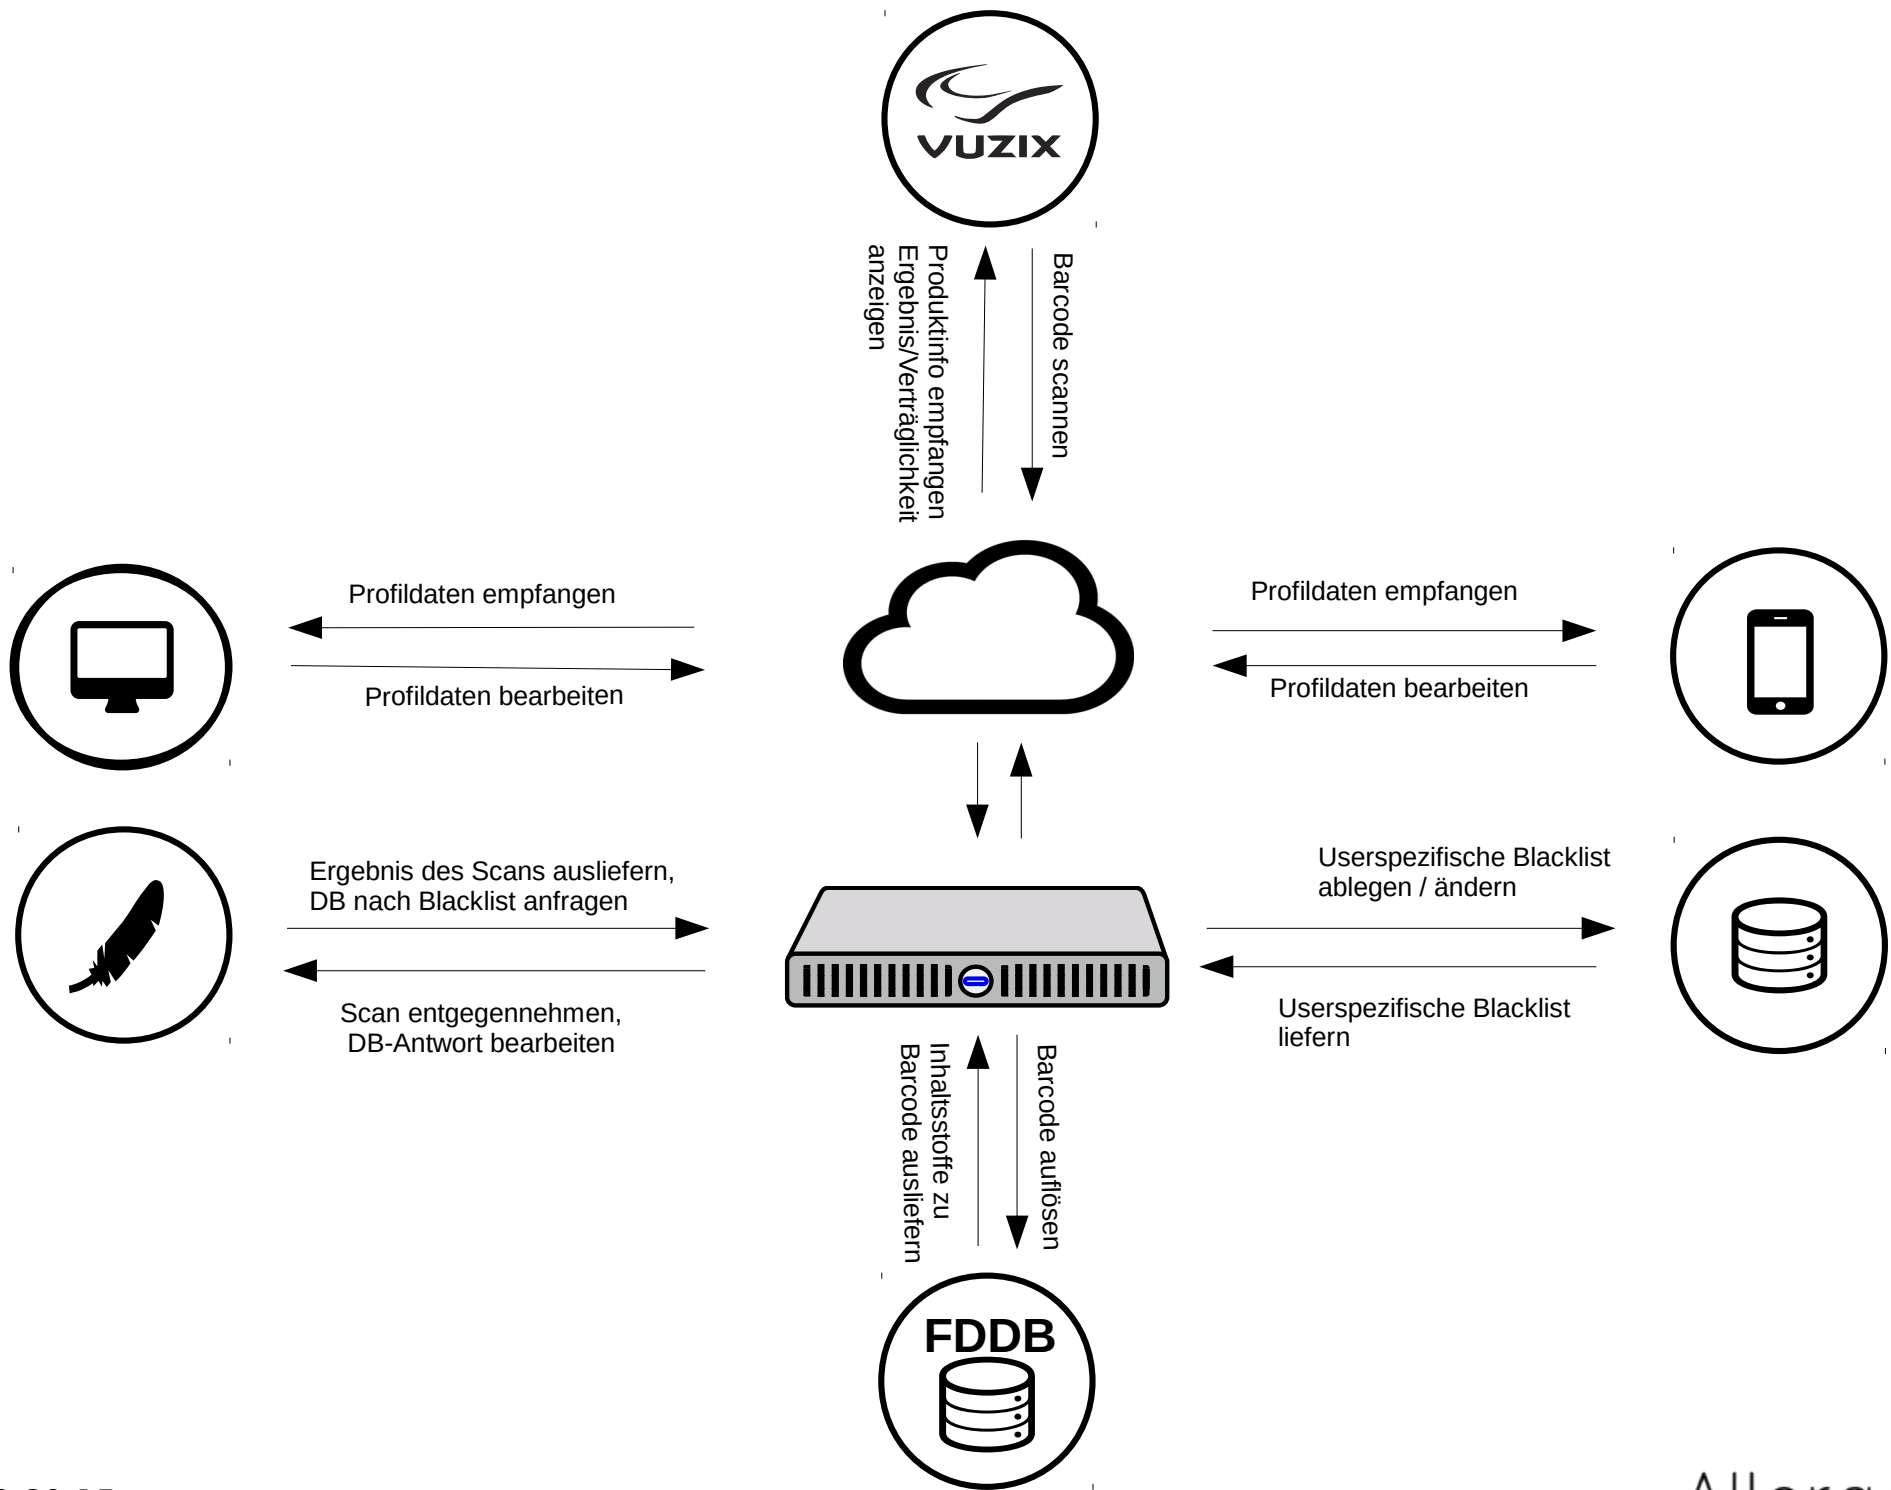 VUZIX
Produktinfo empfangen
Ergebnis/Verträglichkeit
anzeigen
Barcode scannen
Profildaten empfangen
Profildaten bearbeiten
Profildaten empfangen
Profildaten bearbeiten
Ergebnis des Scans ausliefern,
DB nach Blacklist anfragen
Scan entgegennehmen,
DB-Antwort bearbeiten
Userspezifische Blacklist
ablegen / ändern
Userspezifische Blacklist
liefern
Inhaltsstoffe zu
Barcode ausliefern
Barcode auflösen
FDDB